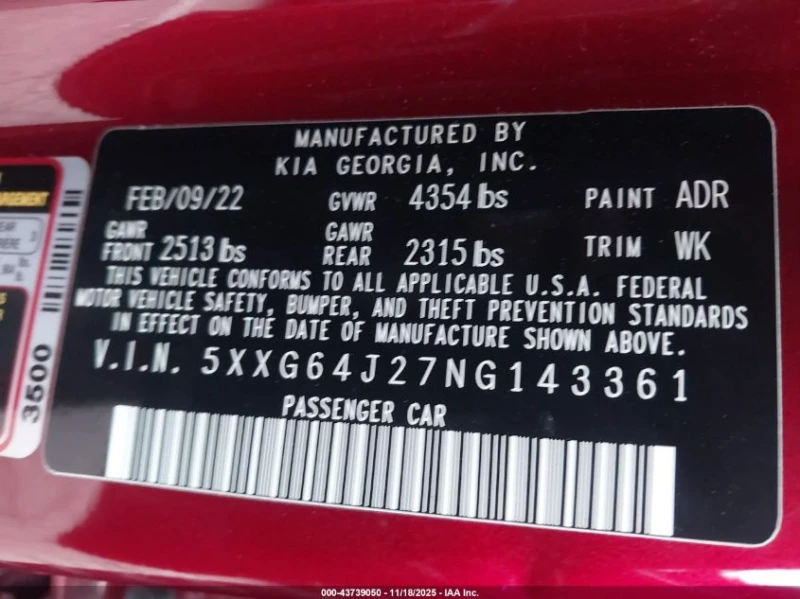 MANUFACTURED BY
KIA GEORGIA, INC.
FEB/09/22 GVWR 4354 lbs PAINT ADR
GAWR FRONT 2513 lbs GAWR REAR 2315 lbs TRIM WK
THIS VEHICLE CONFORMS TO ALL APPLICABLE U.S.A. FEDERAL
MOTOR VEHICLE SAFETY, BUMPER, AND THEFT PREVENTION STANDARDS
IN EFFECT ON THE DATE OF MANUFACTURE SHOWN ABOVE.
V.I.N. 5XXG64J27NG143361
PASSENGER CAR
3500
000-43739050 - 11/18/2025 - IAA Inc.